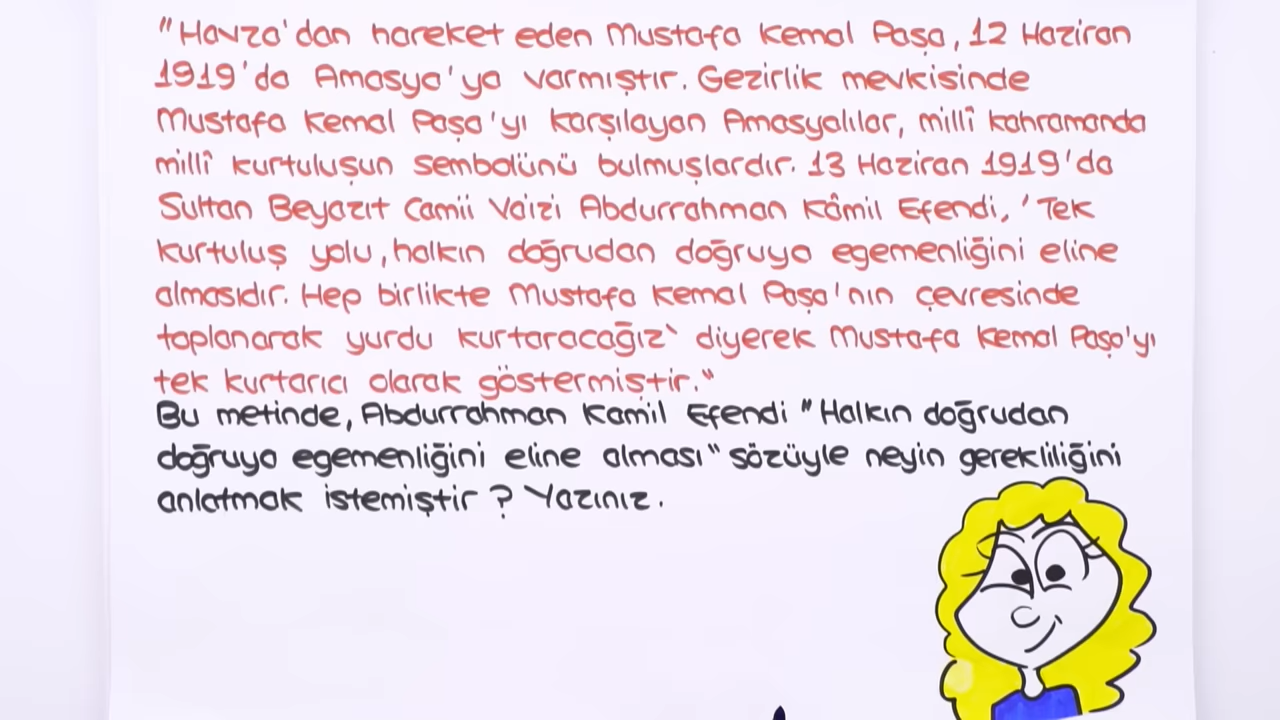 "Havza'dan hareket eden Mustafa Kemal Paşa, 12 Haziran
1919'da Amasya'ya varmıştır. Gezirlik mevkisinde
Mustafa Kemal Paşa'yı karşılayan Amasyalılar, millî kahramanda
millî kurtuluşun sembolünü bulmuşlardır. 13 Haziran 1919'da
Sultan Beyazıt Camii Vaizi Abdurrahman Kâmil Efendi, 'Tek
kurtuluş yolu, halkın doğrudan doğruya egemenliğini eline
almasıdır. Hep birlikte Mustafa Kemal Paşa'nın çevresinde
toplanarak yurdu kurtaracağız' diyerek Mustafa Kemal Paşa'yı
tek kurtarıcı olarak göstermiştir."
Bu metinde, Abdurrahman Kamil Efendi "Halkın doğrudan
doğruya egemenliğini eline alması" sözüyle neyin gerekliliğini
anlatmak istemiştir? Yazınız.